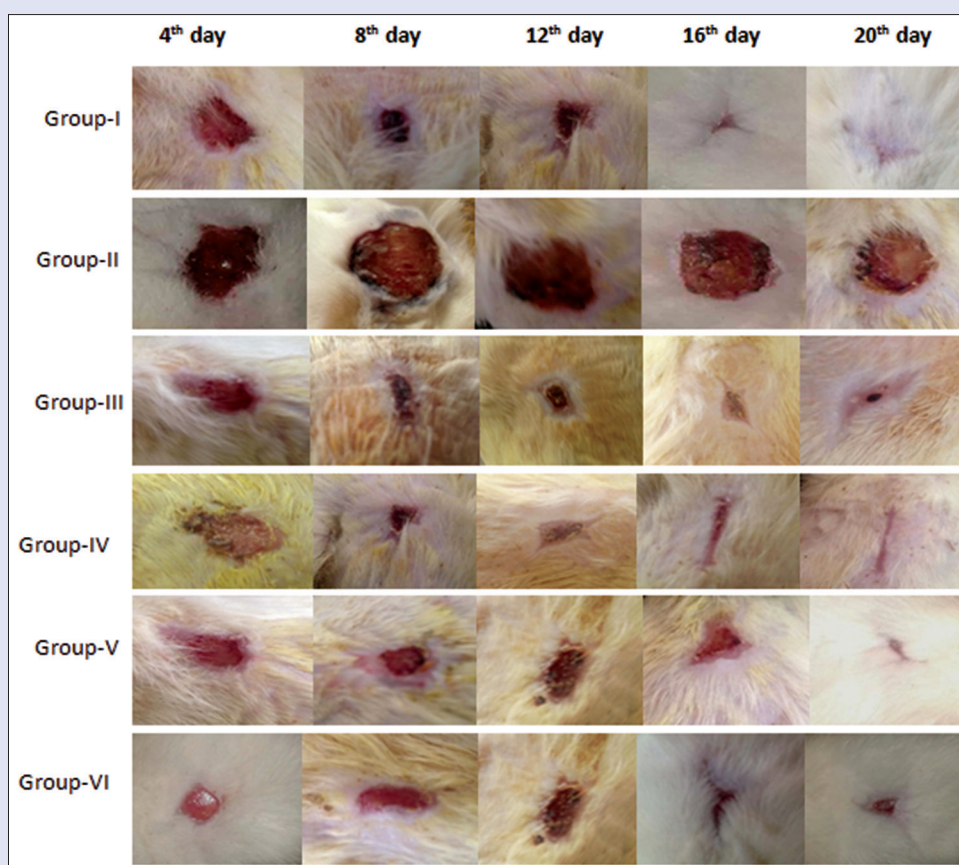 4th day 8th day 12th day 16th day 20th day
Group-I
Group-II
Group-III
Group-IV
Group-V
Group-VI